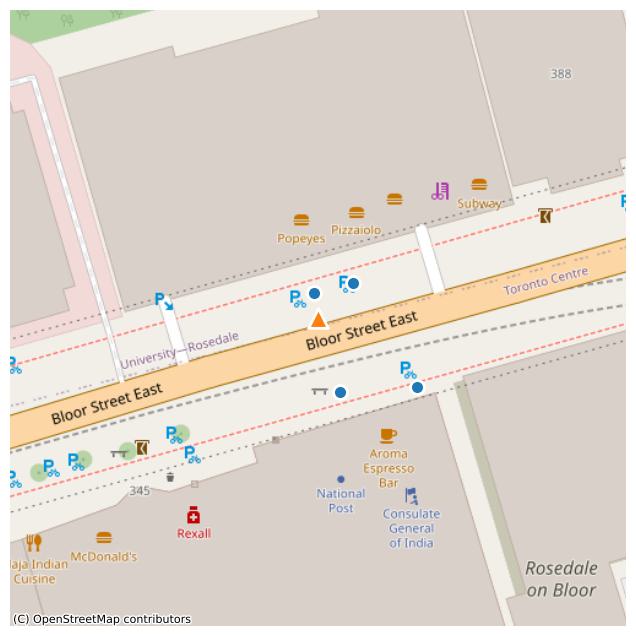 388
Subway
Pizzaiolo
Popeyes
Toronto Centre
University—Rosedale
Bloor Street East
Bloor Street East
Aroma
Espresso
Bar
National
Post
Consulate
General
of India
345
Rexall
McDonald's
aja Indian
Cuisine
Rosedale
on Bloor
(C) OpenStreetMap contributors